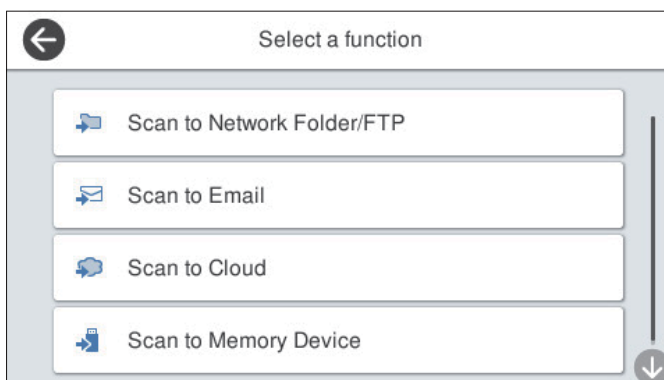 Select a function
Scan to Network Folder/FTP
Scan to Email
Scan to Cloud
Scan to Memory Device